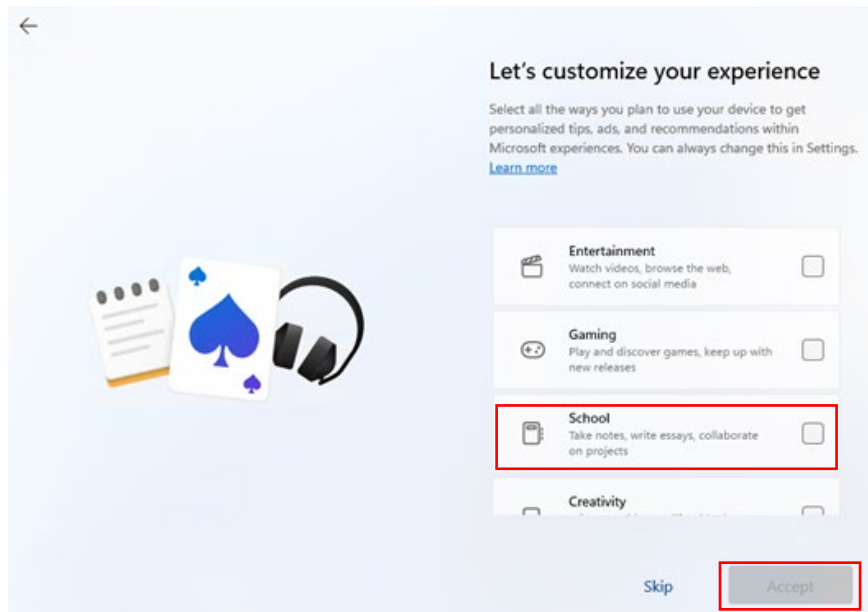 Let's customize your experience
Select all the ways you plan to use your device to get
personalized tips, ads, and recommendations within
Microsoft experiences. You can always change this in Settings.
Learn more
Entertainment
Watch videos, browse the web,
connect on social media
Gaming
Play and discover games, keep up with
new releases
School
Take notes, write essays, collaborate
on projects
Creativity
Skip
Accept